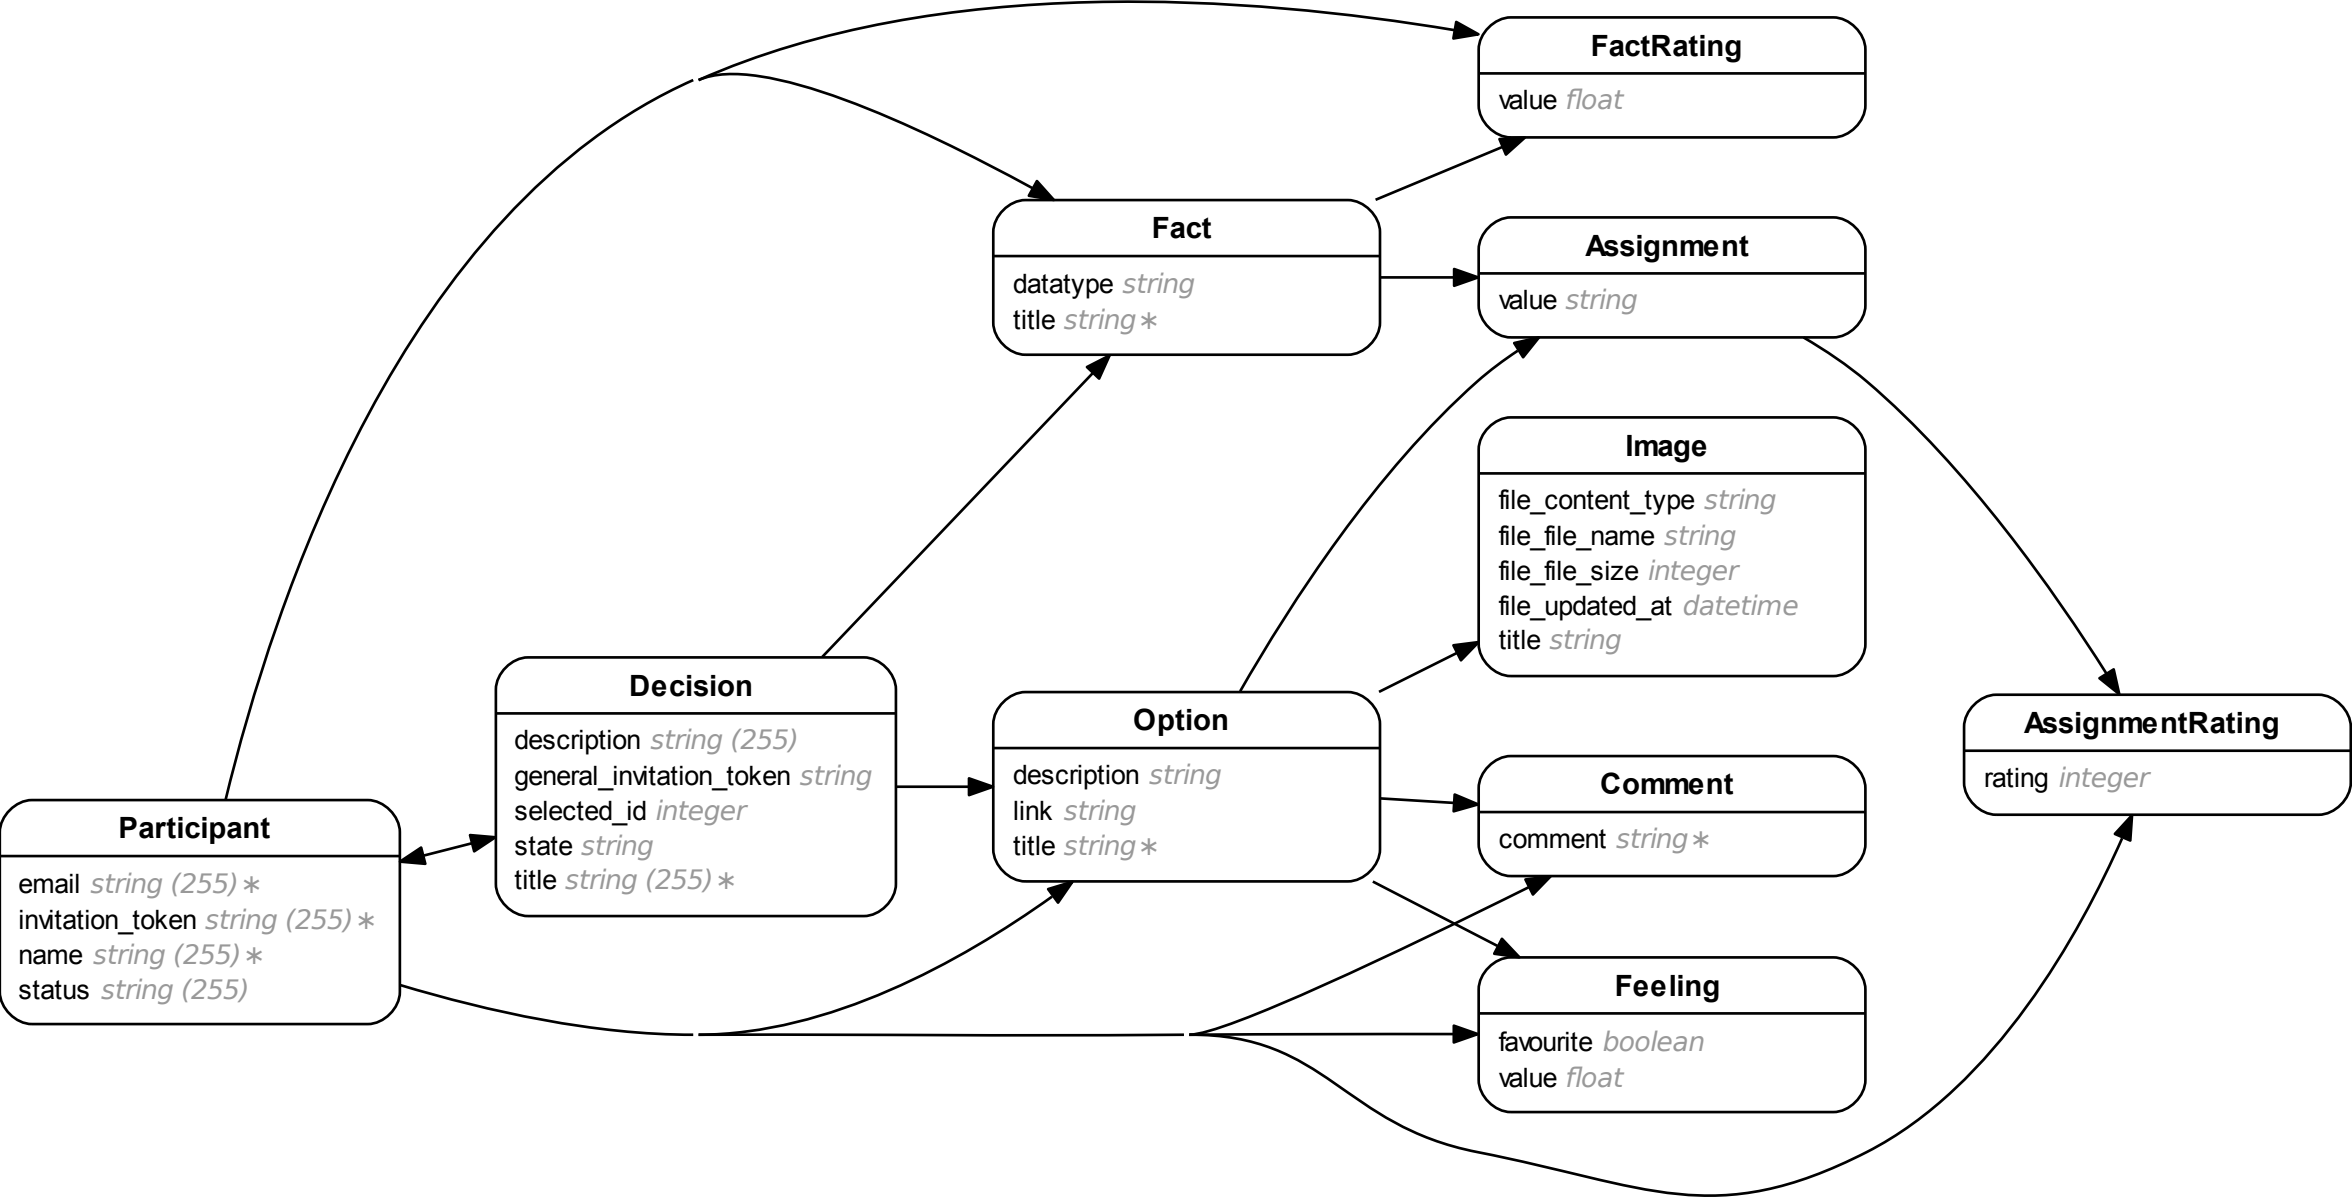 FactRating
value float
Fact
datatype string
title string∗
Assignment
value string
Image
file_content_type string
file_file_name string
file_file_size integer
file_updated_at datetime
title string
Decision
description string (255)
general_invitation_token string
selected_id integer
state string
title string (255)∗
Option
description string
link string
title string∗
AssignmentRating
rating integer
Comment
comment string∗
Participant
email string (255)∗
invitation_token string (255)∗
name string (255)∗
status string (255)
Feeling
favourite boolean
value float